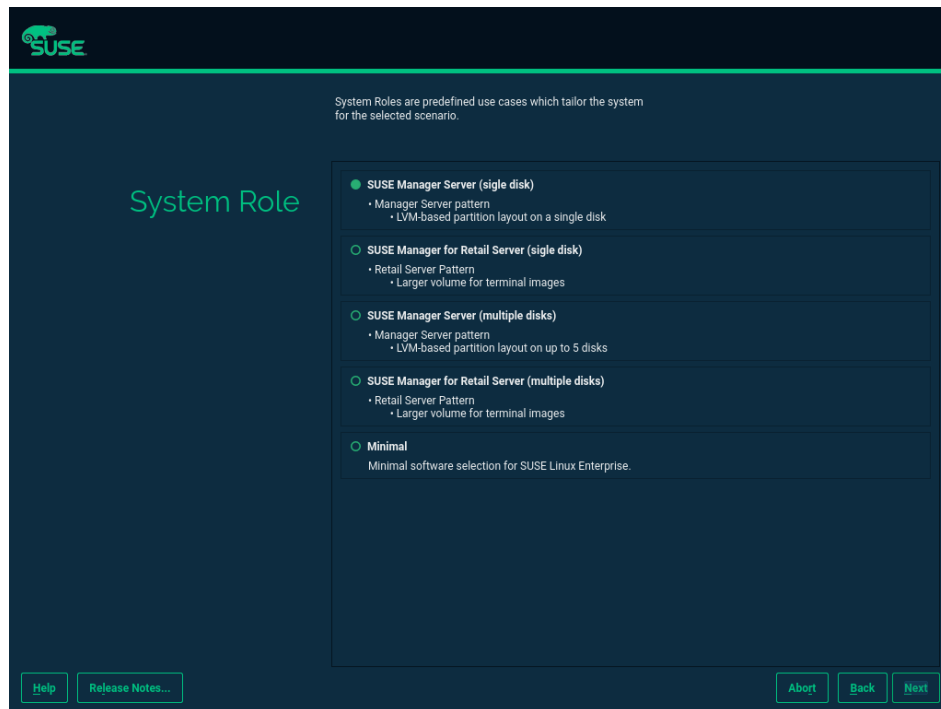 SUSE
System Roles are predefined use cases which tailor the system
for the selected scenario.
System Role
SUSE Manager Server (sigle disk)
• Manager Server pattern
• LVM-based partition layout on a single disk
SUSE Manager for Retail Server (sigle disk)
• Retail Server Pattern
• Larger volume for terminal images
SUSE Manager Server (multiple disks)
• Manager Server pattern
• LVM-based partition layout on up to 5 disks
SUSE Manager for Retail Server (multiple disks)
• Retail Server Pattern
• Larger volume for terminal images
Minimal
Minimal software selection for SUSE Linux Enterprise.
Help
Release Notes...
Abort
Back
Next